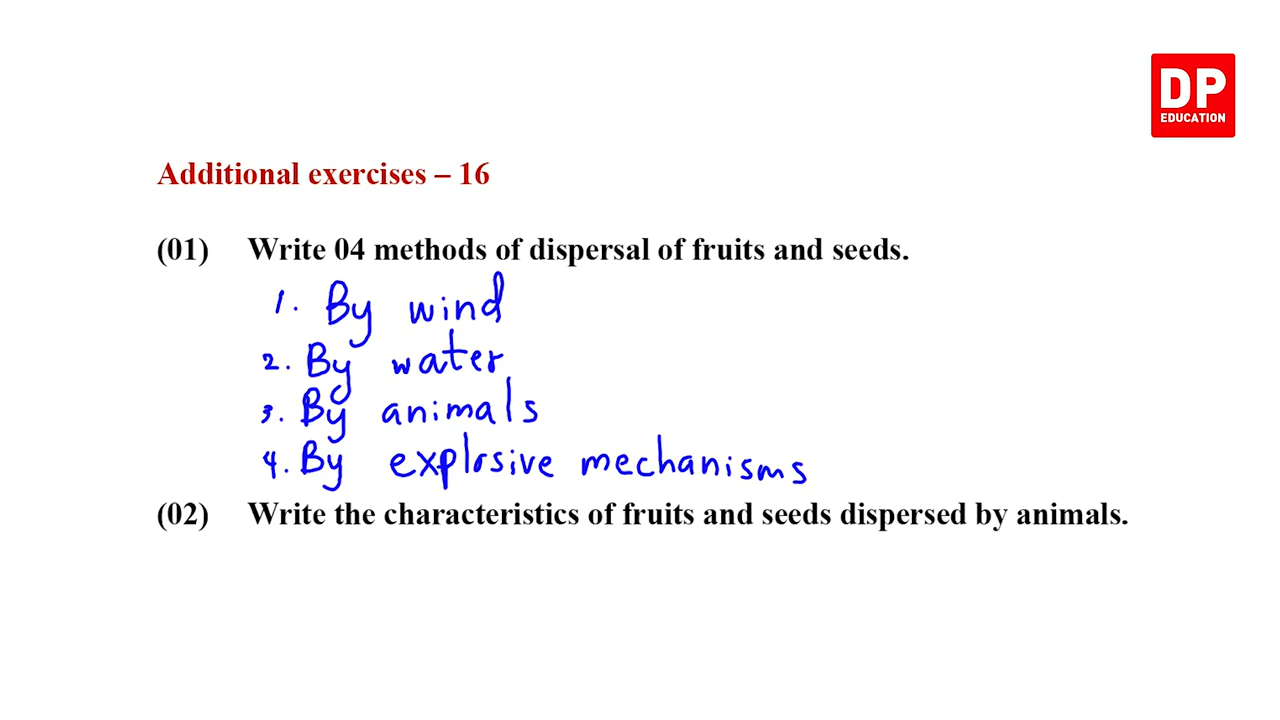 DP
EDUCATION
Additional exercises – 16
(01) Write 04 methods of dispersal of fruits and seeds.
1. By wind
2. By water
3. By animals
4. By explosive mechanisms
(02) Write the characteristics of fruits and seeds dispersed by animals.